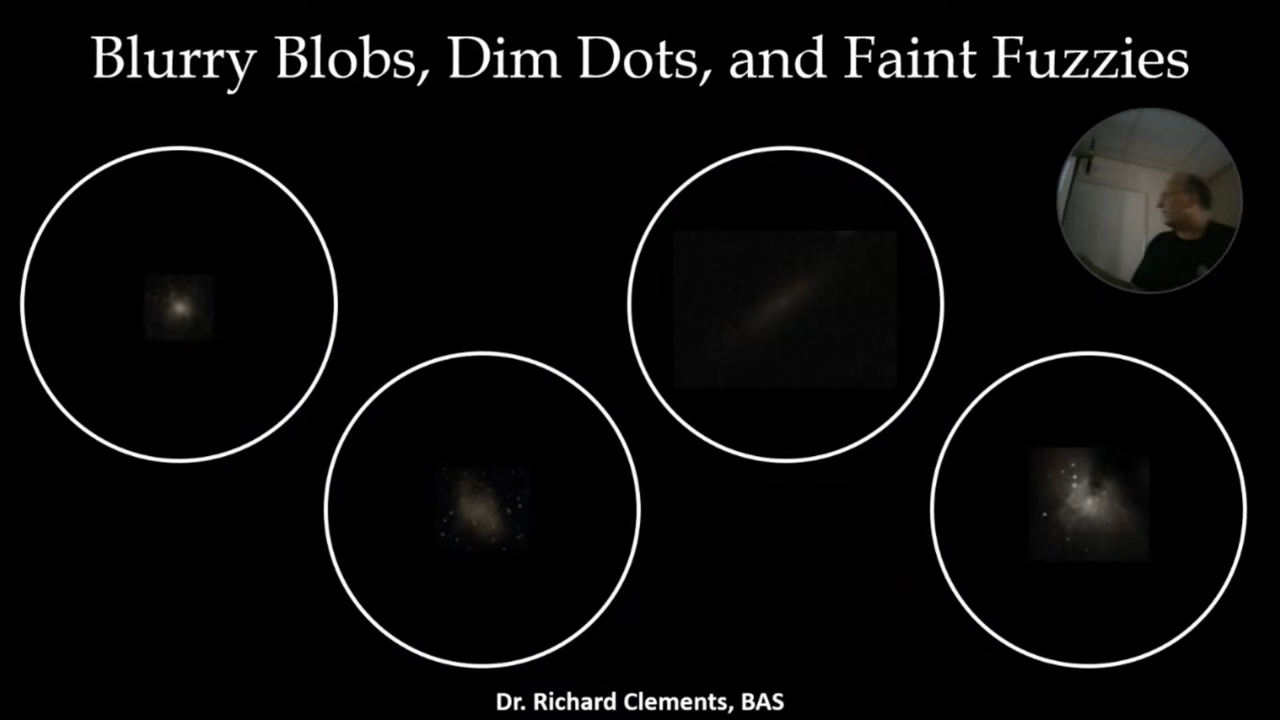 Blurry Blobs, Dim Dots, and Faint Fuzzies
Dr. Richard Clements, BAS